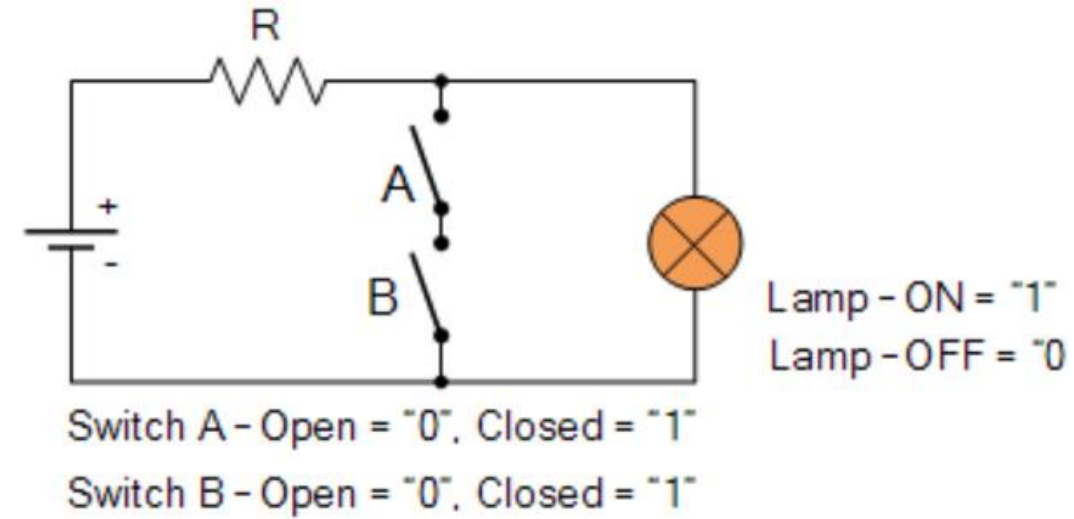 R
+
-
A
B
Lamp - ON = "1"
Lamp - OFF = "0
Switch A - Open = "0", Closed = "1"
Switch B - Open = "0", Closed = "1"